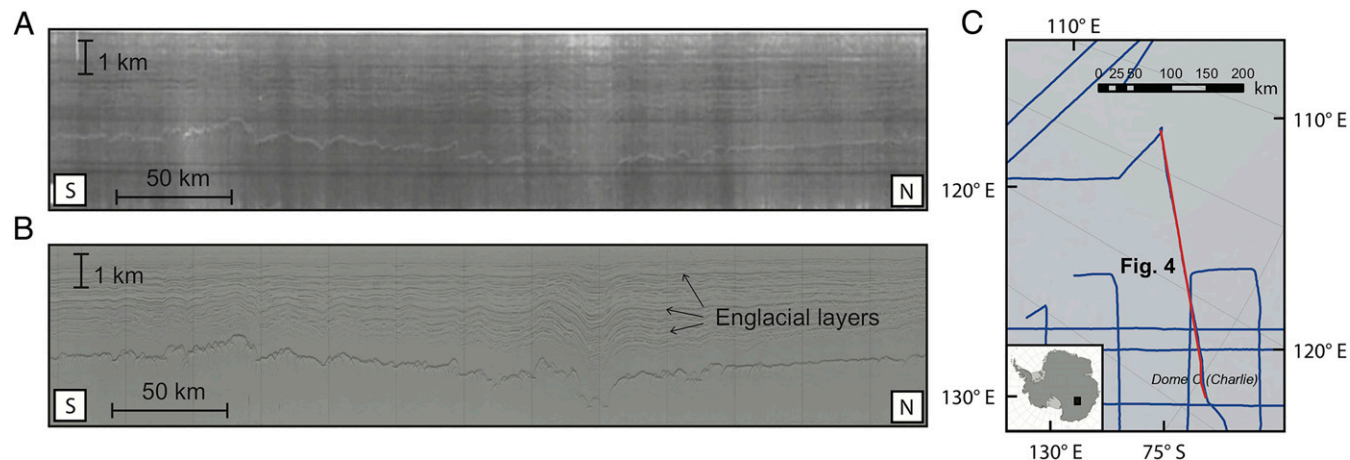 A
1 km
50 km
S
N
B
1 km
Englacial layers
50 km
S
N
C
110° E
0 25 50 100 150 200
km
110° E
120° E
Fig. 4
120° E
Dome C (Charlie)
130° E
130° E
75° S